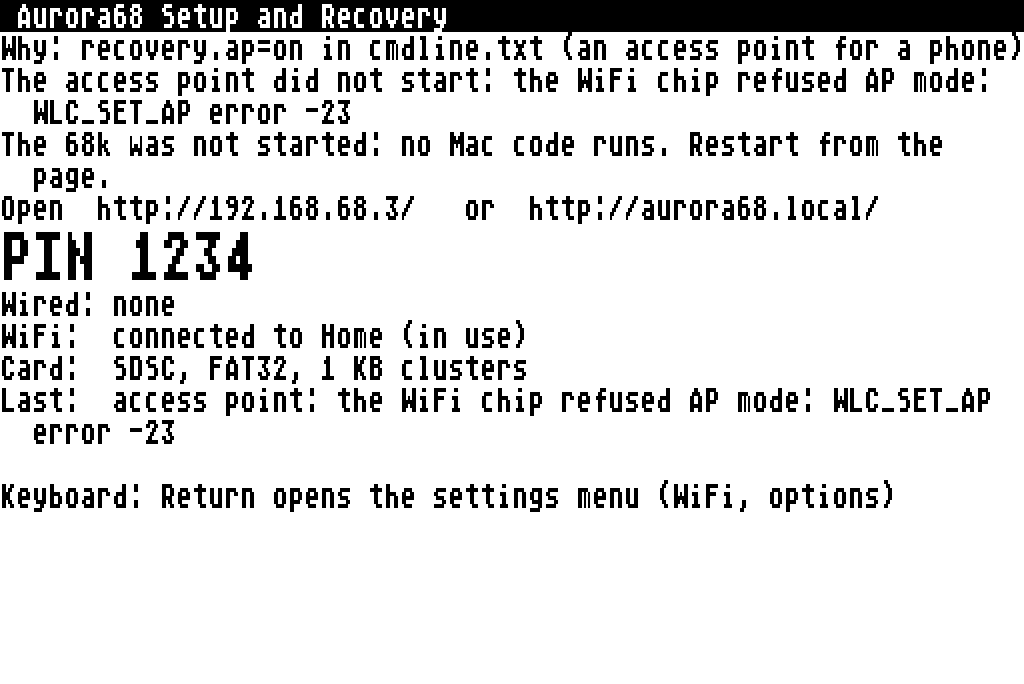 Aurora68 Setup and Recovery
Why: recovery.ap=on in cmdline.txt (an access point for a phone)
The access point did not start: the WiFi chip refused AP mode:
WLC_SET_AP error -23
The 68k was not started: no Mac code runs. Restart from the
page.
Open  http://192.168.68.3/   or  http://aurora68.local/
PIN 1234
Wired: none
WiFi:  connected to Home (in use)
Card:  SDSC, FAT32, 1 KB clusters
Last:  access point: the WiFi chip refused AP mode: WLC_SET_AP
error -23
Keyboard: Return opens the settings menu (WiFi, options)